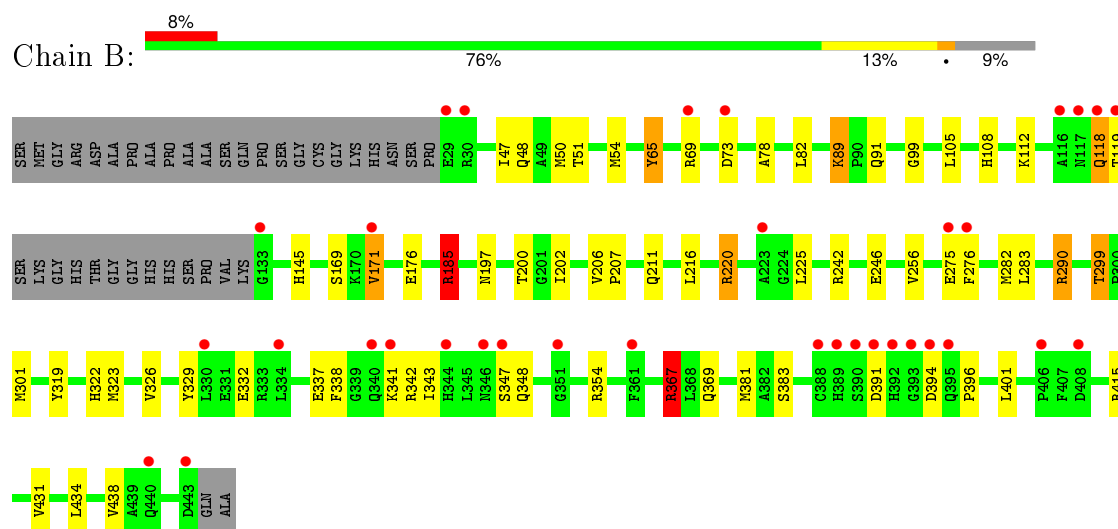 8%
Chain B:
76% 13% • 9%
SER MET GLY ARG ASP ALA PRO ALA PRO ALA ALA SER GLN PRO SER GLY CYS GLY LYS HIS ASN SER PRO E29 R30 I47 Q48 A49 M50 T51 M54 Y65 R69 D73 A78 L82 K89 P90 Q91 G99 L105 H108 K112 A116 N117 Q118 T119
SER LYS GLY HIS THR GLY GLY HIS HIS SER PRO VAL LYS G133 H145 S169 K170 V171 E176 R185 N197 T200 G201 I202 V206 P207 Q211 L216 R220 A223 G224 L225 R242 E246 V256 E275 F276 M282 L283 R290 T299 P300
M301 Y319 H322 M323 V326 Y329 L330 E331 E332 R333 L334 E337 F338 G339 Q340 K341 R342 I343 H344 L345 N346 S347 Q348 G351 R354 F361 R367 L368 Q369 M381 A382 S383 C388 H389 S390 D391 H392 G393 D394 Q395 P396 L401 P406 F407 D408 R415
V431 L434 V438 A439 Q440 D443 GLN ALA